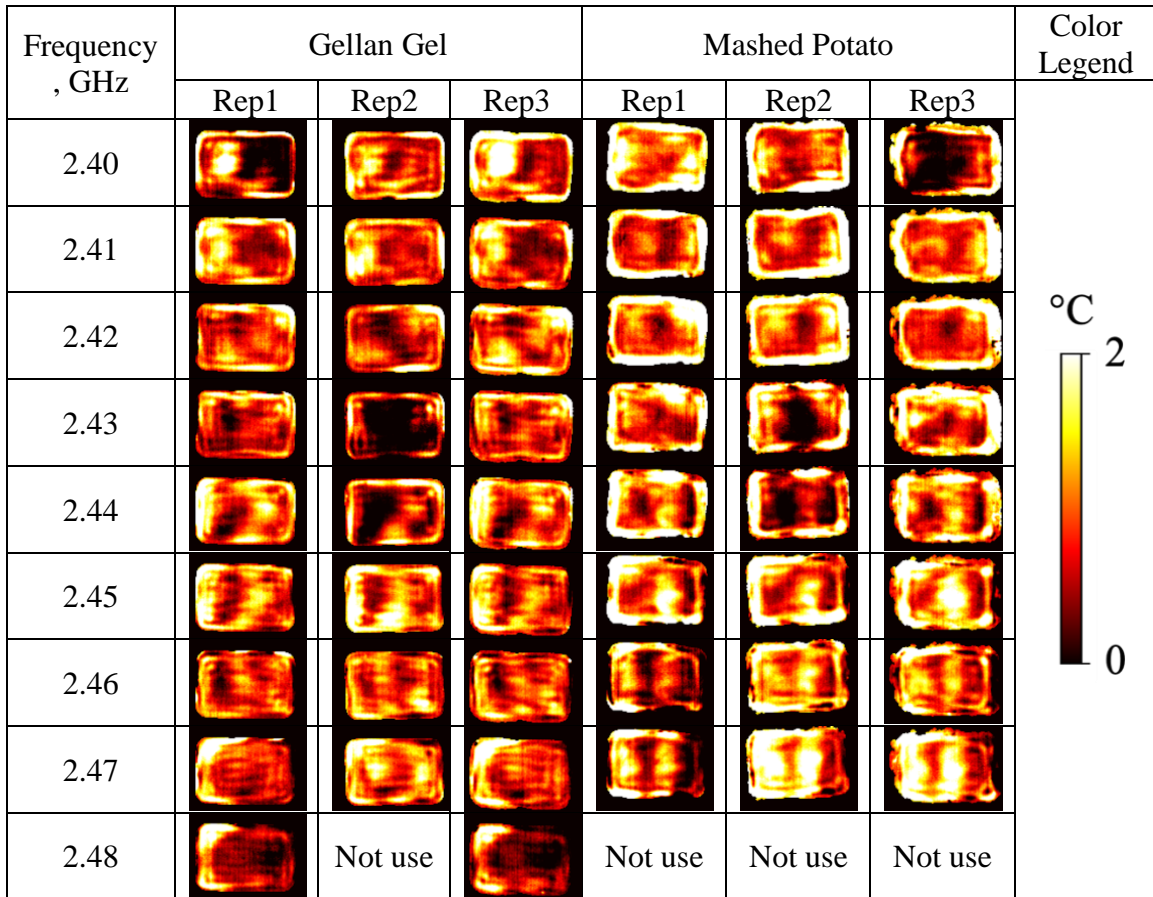 Frequency
, GHz
Gellan Gel
Mashed Potato
Color
Legend
Rep1
Rep2
Rep3
Rep1
Rep2
Rep3
2.40
2.41
2.42
2.43
2.44
2.45
2.46
2.47
2.48
Not use
Not use
Not use
Not use
°C
2
0